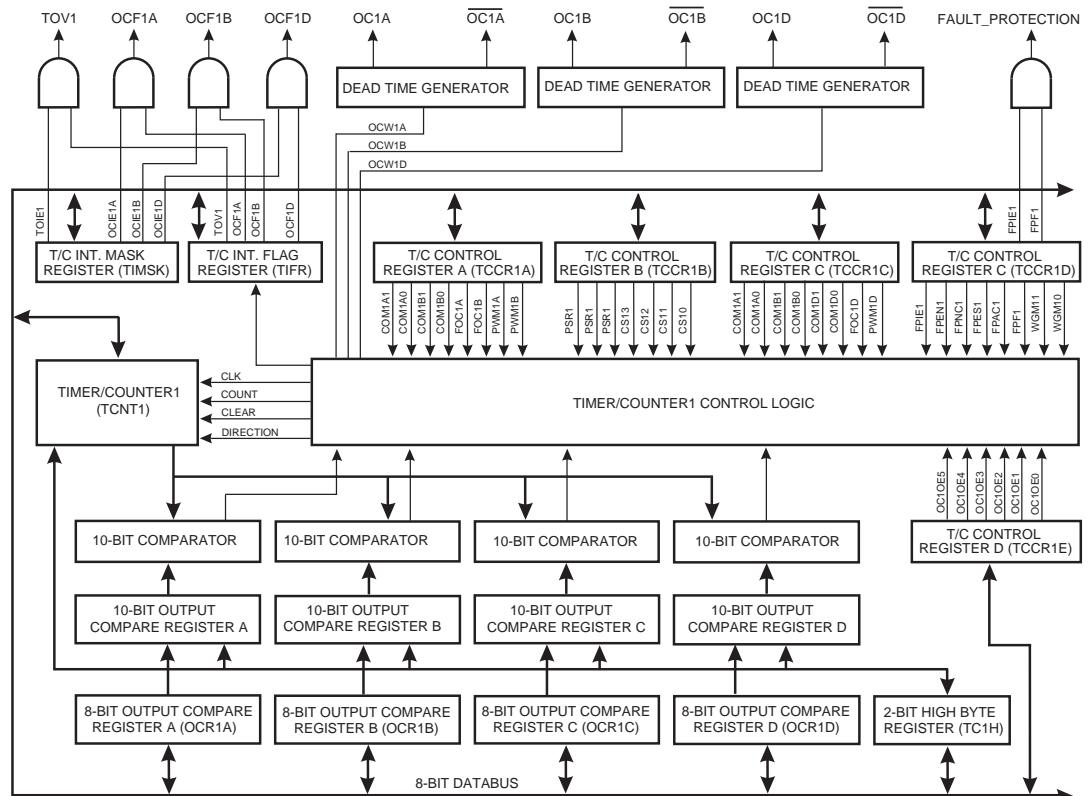 TOV1 OCF1A OCF1B OCF1D OC1A OC1A OC1B OC1B OC1D OC1D FAULT_PROTECTION
DEAD TIME GENERATOR DEAD TIME GENERATOR DEAD TIME GENERATOR
OCW1A
OCW1B
OCW1D
TOIE1 OCIE1A OCIE1B OCIE1D TOV1 OCF1A OCF1B OCF1D FPIE1 FPF1
T/C INT. MASK
REGISTER (TIMSK)
T/C INT. FLAG
REGISTER (TIFR)
T/C CONTROL
REGISTER A (TCCR1A)
T/C CONTROL
REGISTER B (TCCR1B)
T/C CONTROL
REGISTER C (TCCR1C)
T/C CONTROL
REGISTER C (TCCR1D)
COM1A1 COM1A0 COM1B1 COM1B0 FOC1A FOC1B PWM1A PWM1B
PSR1 PSR1 PSR1 CS13 CS12 CS11 CS10
COM1A1 COM1A0 COM1B1 COM1B0 COM1D1 COM1D0 FOC1D PWM1D
FPIE1 FPEN1 FPNC1 FPES1 FPAC1 FPF1 WGM11 WGM10
TIMER/COUNTER1
(TCNT1)
CLK
COUNT
CLEAR
DIRECTION
TIMER/COUNTER1 CONTROL LOGIC
OC1OE5 OC1OE4 OC1OE3 OC1OE2 OC1OE1 OC1OE0
10-BIT COMPARATOR 10-BIT COMPARATOR 10-BIT COMPARATOR 10-BIT COMPARATOR
T/C CONTROL
REGISTER D (TCCR1E)
10-BIT OUTPUT
COMPARE REGISTER A
10-BIT OUTPUT
COMPARE REGISTER B
10-BIT OUTPUT
COMPARE REGISTER C
10-BIT OUTPUT
COMPARE REGISTER D
8-BIT OUTPUT COMPARE
REGISTER A (OCR1A)
8-BIT OUTPUT COMPARE
REGISTER B (OCR1B)
8-BIT OUTPUT COMPARE
REGISTER C (OCR1C)
8-BIT OUTPUT COMPARE
REGISTER D (OCR1D)
2-BIT HIGH BYTE
REGISTER (TC1H)
8-BIT DATABUS